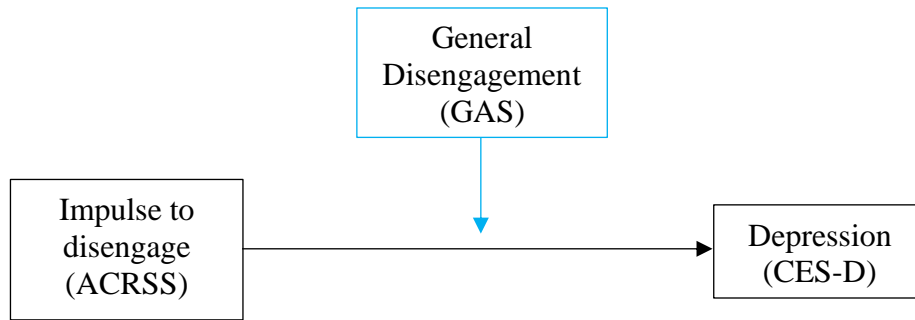 General
Disengagement
(GAS)
Impulse to
disengage
(ACRSS)
Depression
(CES-D)